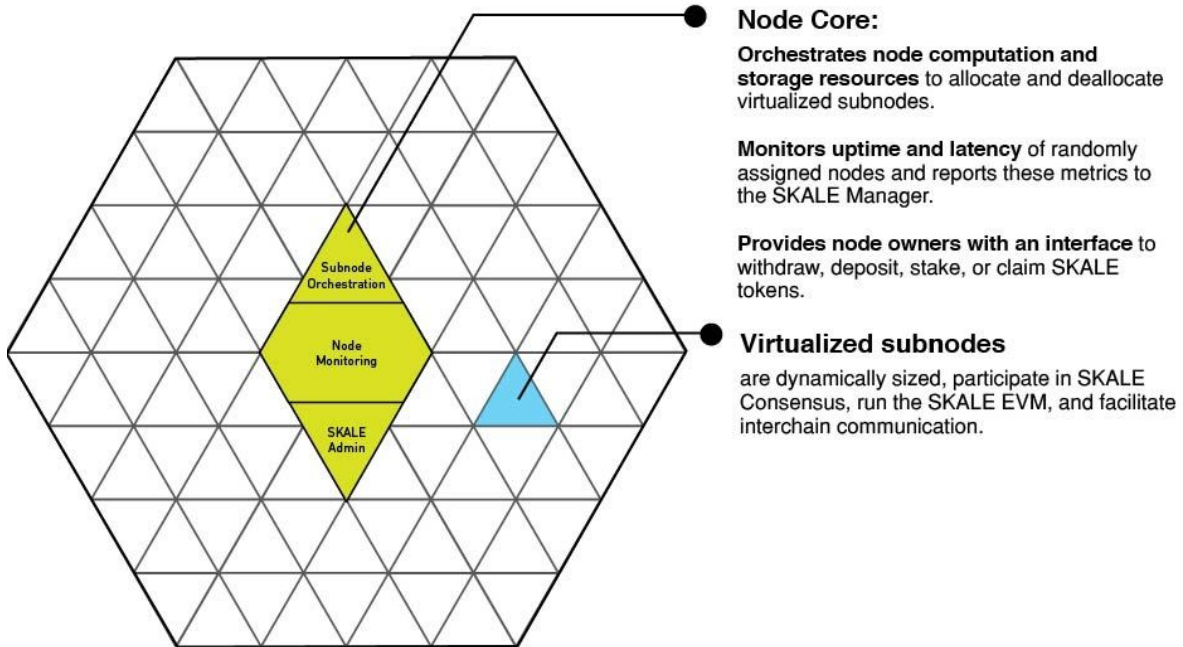 Node Core:
Orchestrates node computation and
storage resources to allocate and deallocate
virtualized subnodes.
Monitors uptime and latency of randomly
assigned nodes and reports these metrics to
the SKALE Manager.
Provides node owners with an interface to
withdraw, deposit, stake, or claim SKALE
tokens.
Subnode
Orchestration
Node
Monitoring
SKALE
Admin
Virtualized subnodes
are dynamically sized, participate in SKALE
Consensus, run the SKALE EVM, and facilitate
interchain communication.